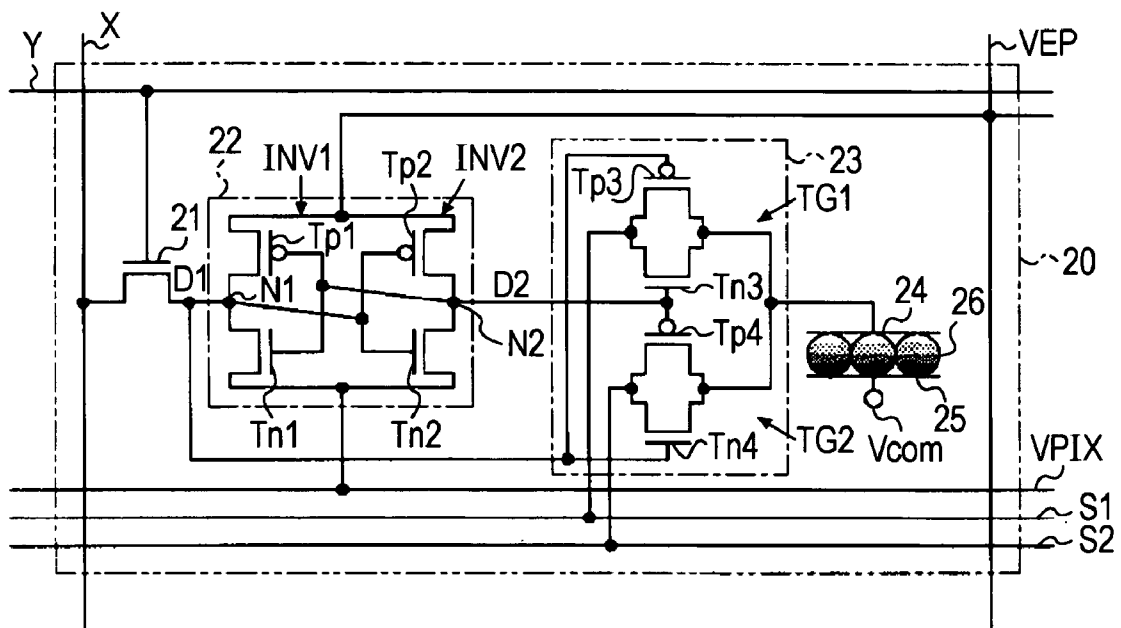 X
Y
VEP
22
INV1
Tp2
INV2
23
Tp3
TG1
21
Tp1
20
D1
N1
D2
Tn3
24
26
Tp4
N2
Tn1
Tn2
Tn4
TG2
25
Vcom
VPIX
S1
S2